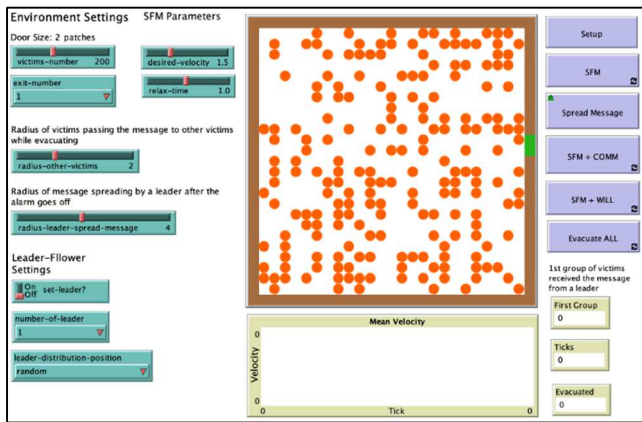 Environment Settings
SFM Parameters
Door Size: 2 patches
victims-number 200
desired-velocity 1.5
exit-number
1
relax-time 1.0
Radius of victims passing the message to other victims
while evacuating
radius-other-victims 2
Radius of message spreading by a leader after the
alarm goes off
radius-leader-spread-message 4
Leader-Fllower
Settings
On
Off
set-leader?
number-of-leader
1
leader-distribution-position
random
Mean Velocity
Velocity
0
0
0
Tick
0
Setup
SFM
Spread Message
SFM + COMM
SFM + WILL
Evacuate ALL
1st group of victims
received the message
from a leader
First Group
0
Ticks
0
Evacuated
0